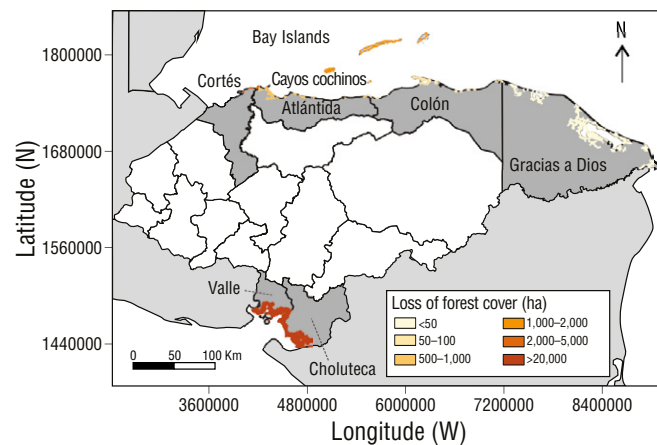 1800000
1680000
1560000
1440000
Latitude (N)
Bay Islands
N
Cortés
Cayos cochinos
Atlántida
Colón
Gracias a Dios
Valle
Choluteca
0 50 100 Km
Loss of forest cover (ha)
<50
50–100
500–1,000
1,000–2,000
2,000–5,000
>20,000
3600000 4800000 6000000 7200000 8400000
Longitude (W)